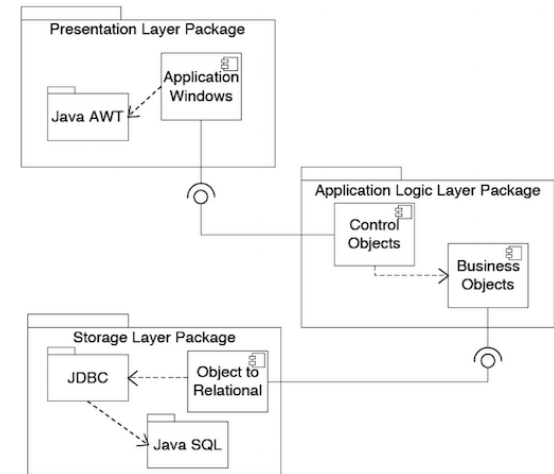 Presentation Layer Package
Application
Windows
Java AWT
Application Logic Layer Package
Control
Objects
Business
Objects
Storage Layer Package
JDBC
Object to
Relational
Java SQL